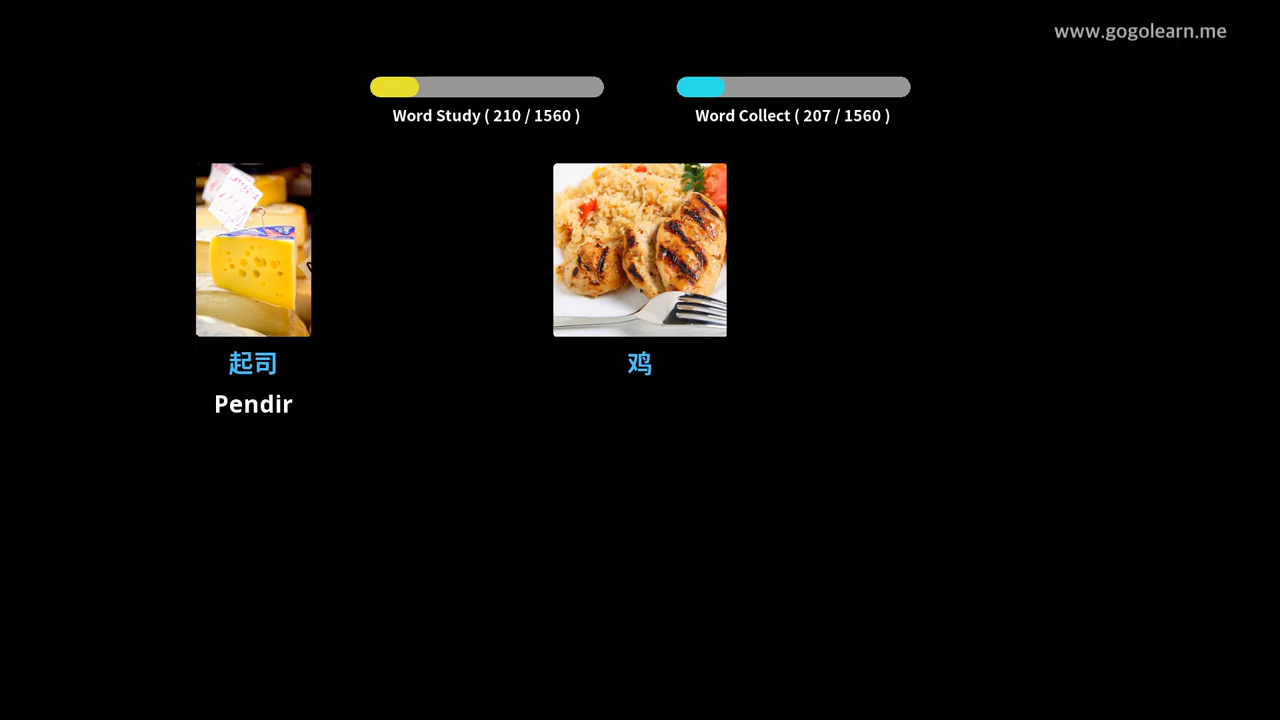 www.gogolearn.me
Word Study ( 210 / 1560 )
Word Collect ( 207 / 1560 )
起司
鸡
Pendir